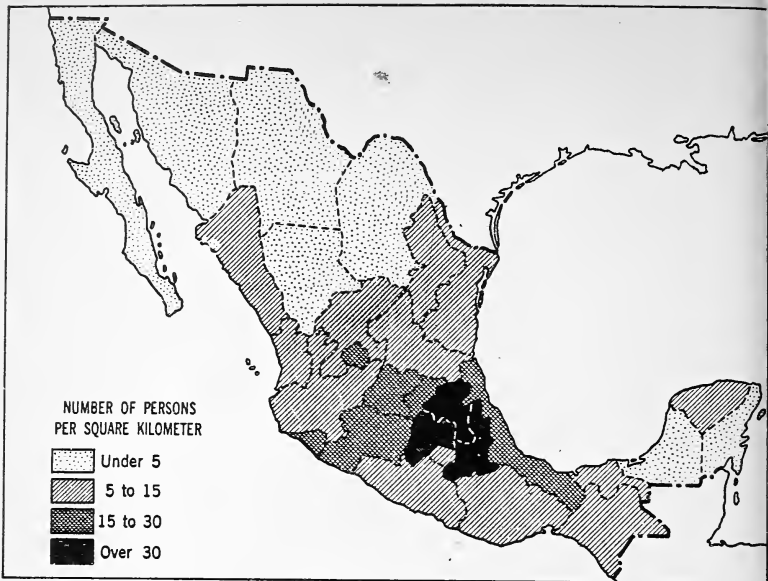 NUMBER OF PERSONS
PER SQUARE KILOMETER
Under 5
5 to 15
15 to 30
Over 30